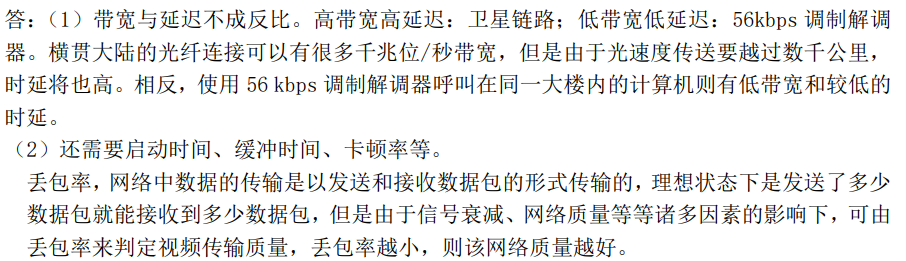 答：（1）带宽与延迟不成反比。高带宽高延迟：卫星链路；低带宽低延迟：56kbps 调制解调
器。横贯大陆的光纤连接可以有很多千兆位/秒带宽，但是由于光速度传送要越过数千公里，
时延将也高。相反，使用 56 kbps 调制解调器呼叫在同一大楼内的计算机则有低带宽和较低的
时延。
（2）还需要启动时间、缓冲时间、卡顿率等。
丢包率，网络中数据的传输是以发送和接收数据包的形式传输的，理想状态下是发送了多少
数据包就能接收到多少数据包，但是由于信号衰减、网络质量等等诸多因素的影响下，可由
丢包率来判定视频传输质量，丢包率越小，则该网络质量越好。